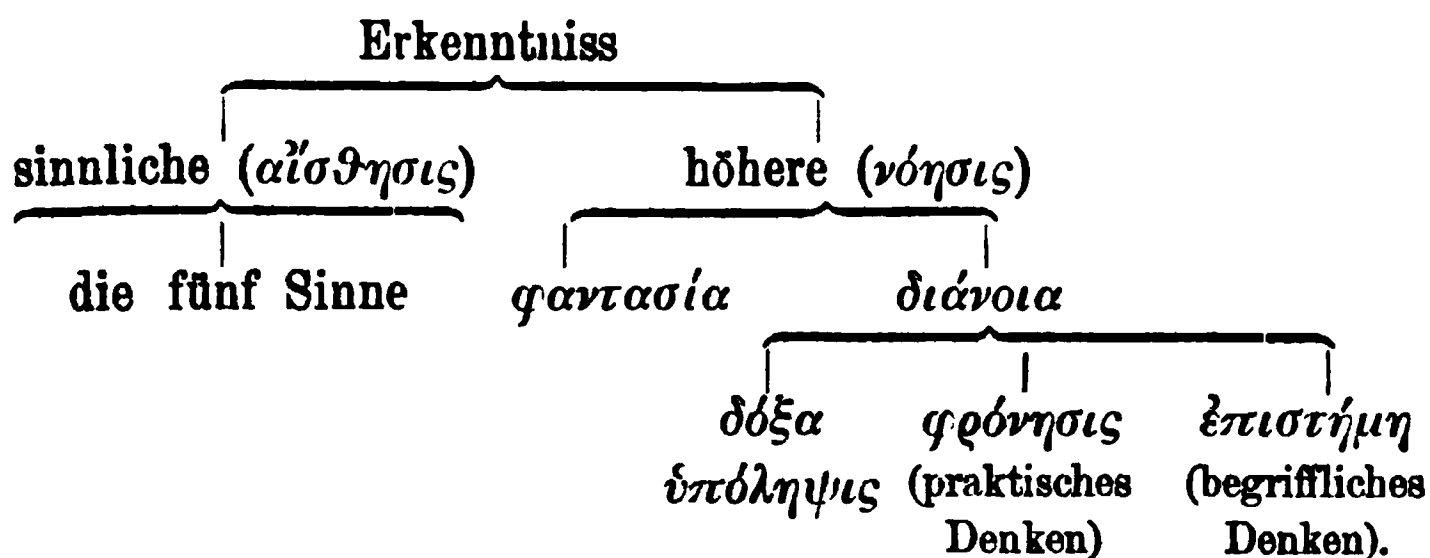 Erkenntniss
sinnliche (αἴσθησις) höhere (νόησις)
die fünf Sinne φαντασία διάνοια
δόξα φρόνησις ἐπιστήμη
ὑπόληψις (praktisches (begriffliches
Denken) Denken).